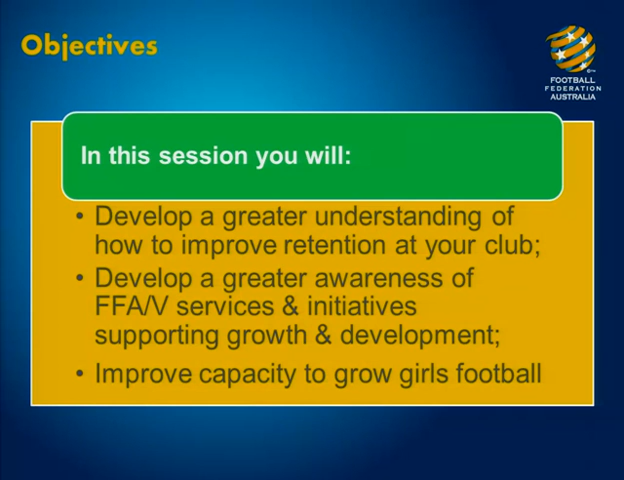 Objectives
FOOTBALL
FEDERATION
AUSTRALIA
In this session you will:
• Develop a greater understanding of
how to improve retention at your club;
• Develop a greater awareness of
FFA/V services & initiatives
supporting growth & development;
• Improve capacity to grow girls football